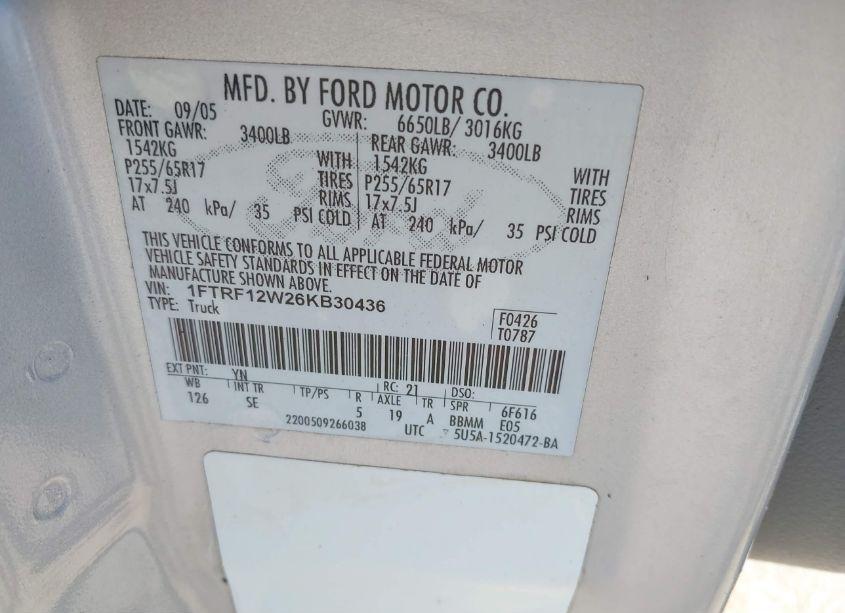 MFD. BY FORD MOTOR CO.
DATE: 09/05 GVWR: 6650LB/ 3016KG
FRONT GAWR: 3400LB REAR GAWR: 3400LB
1542KG WITH 1542KG WITH
P255/65R17 TIRES P255/65R17 TIRES
17x7.5J RIMS 17x7.5J RIMS
AT 240 kPa/ 35 PSI COLD AT 240 kPa/ 35 PSI COLD
THIS VEHICLE CONFORMS TO ALL APPLICABLE FEDERAL MOTOR
VEHICLE SAFETY STANDARDS IN EFFECT ON THE DATE OF
MANUFACTURE SHOWN ABOVE.
VIN: 1FTRF12W26KB30436
TYPE: Truck
F0426
T0787
EXT PNT: YN RC: 21 DSO:
WB INT TR TP/PS R AXLE TR SPR 6F616
126 SE 5 19 A BBMM E05
2200509266038 UTC 5U5A-1520472-BA
Ford